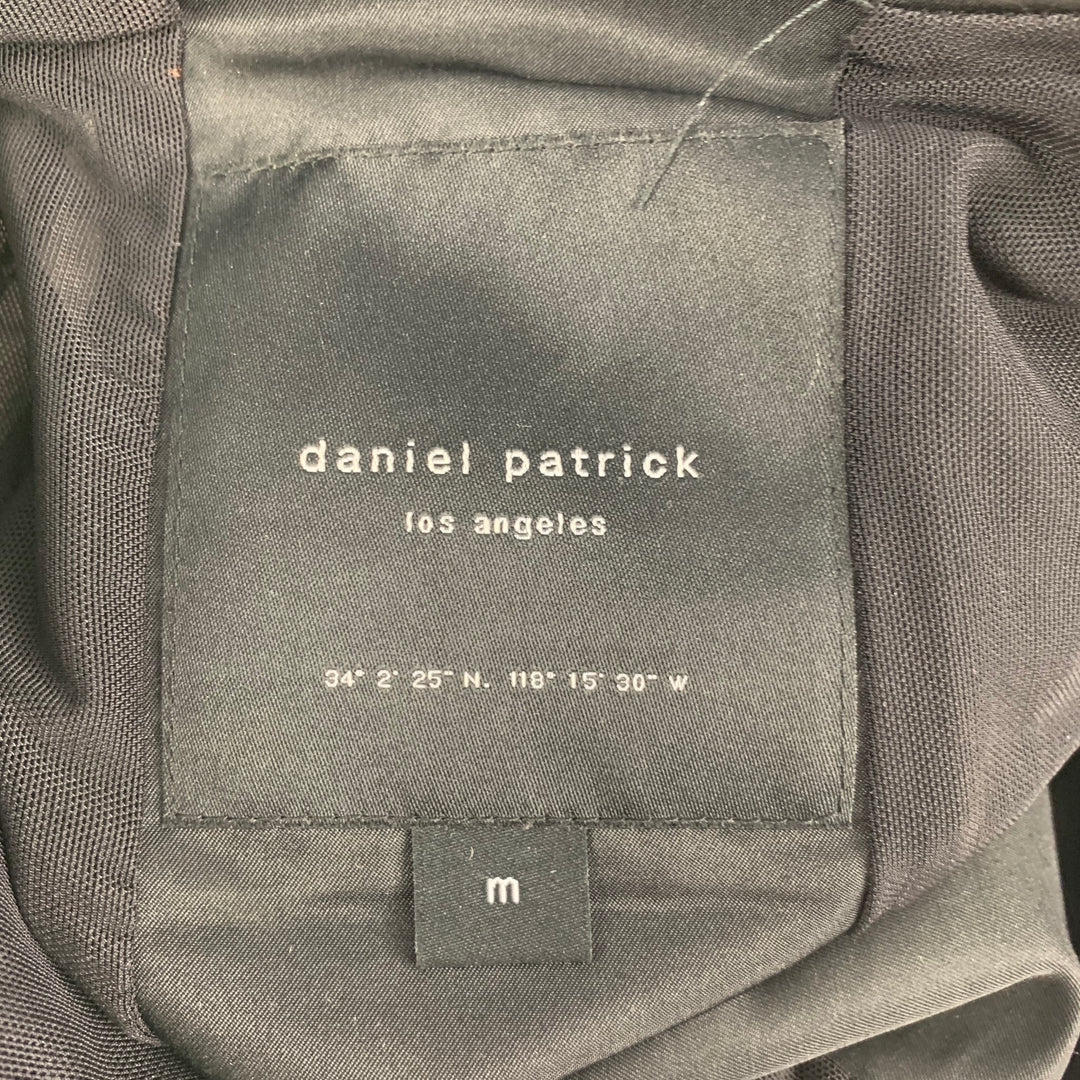 daniel patrick
los angeles
34° 2' 25" N. 118° 15' 30" W
m